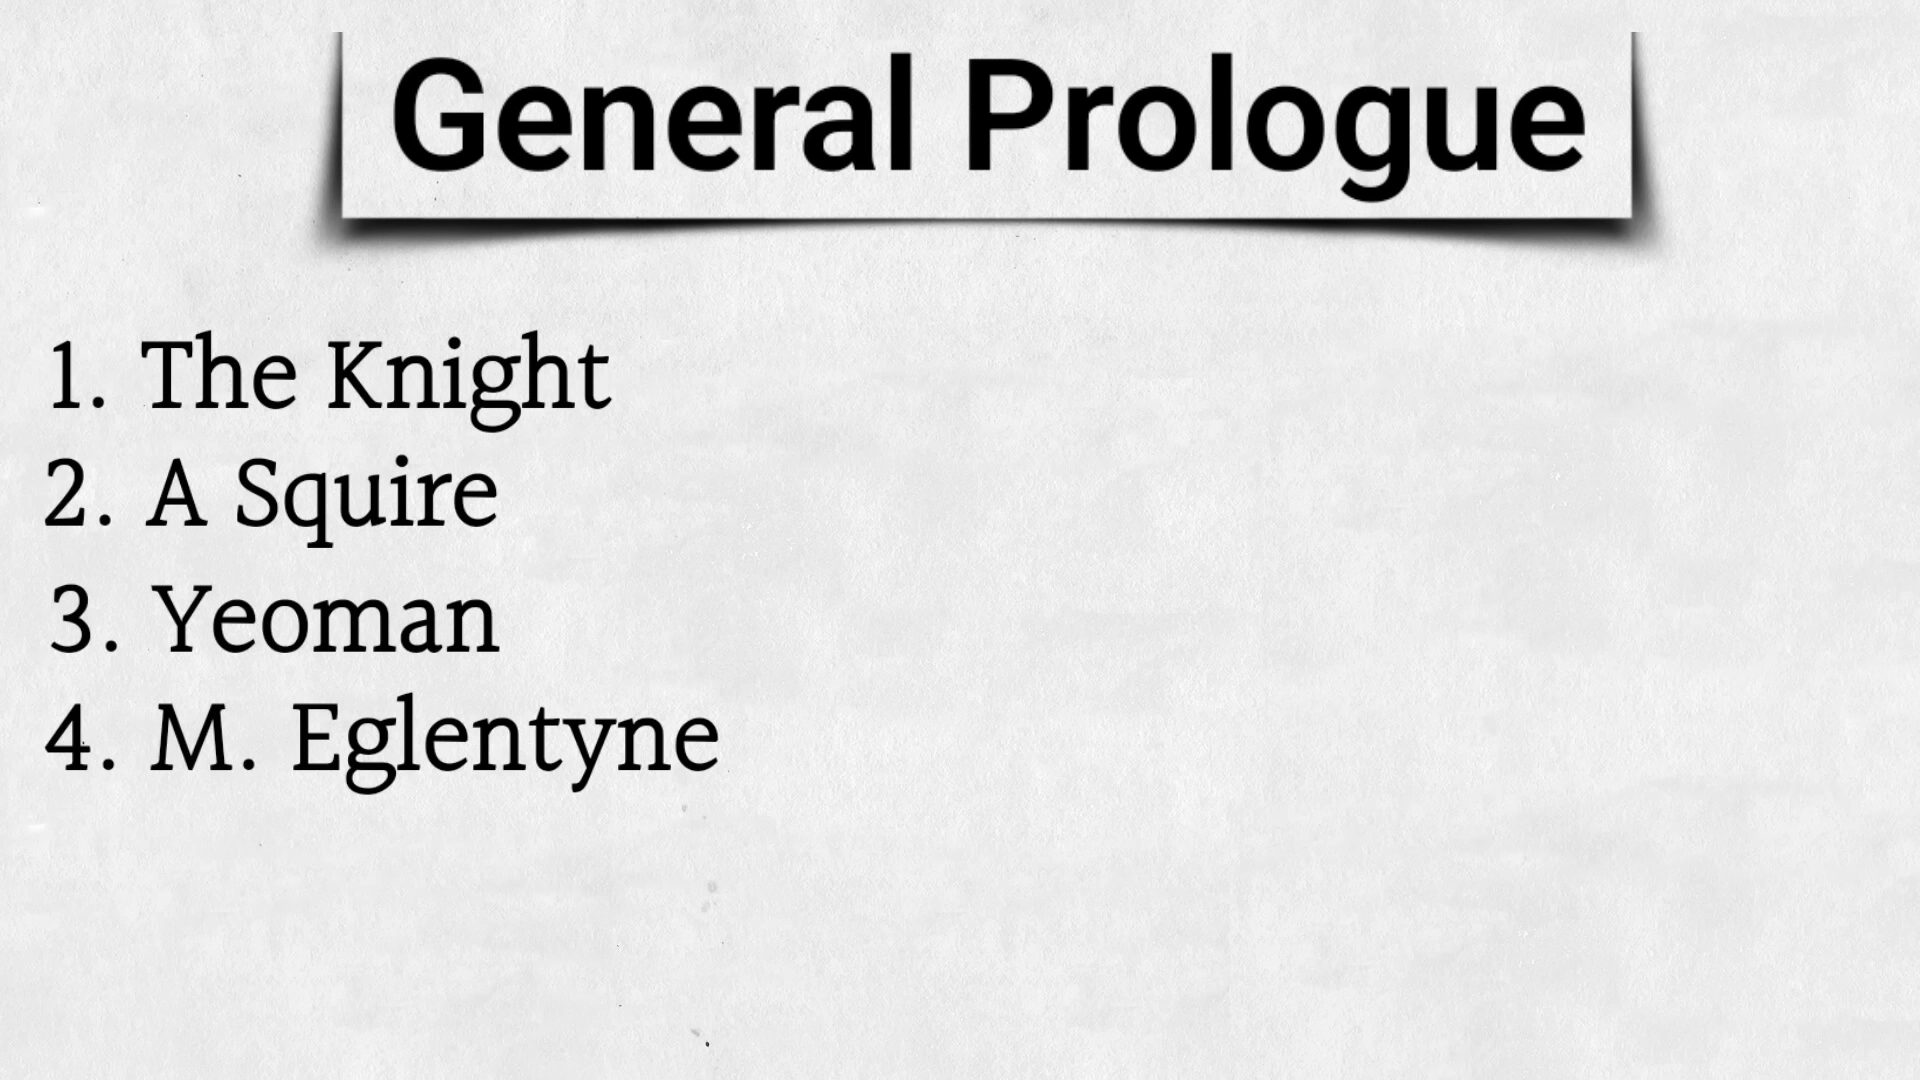 General Prologue
1. The Knight
2. A Squire
3. Yeoman
4. M. Eglentyne